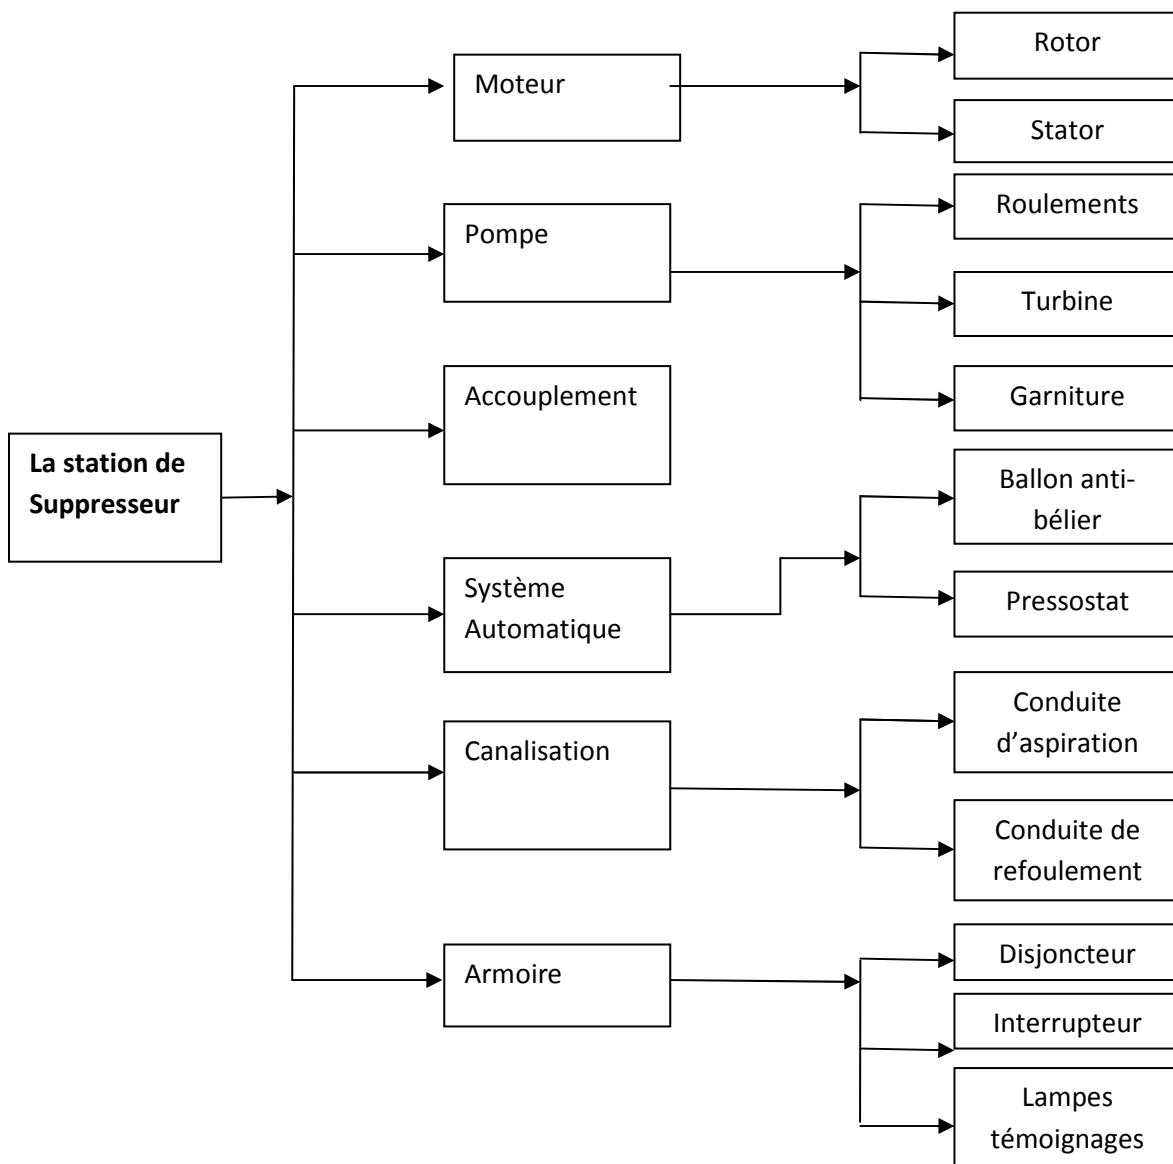 La station de
Suppresseur
Moteur
Pompe
Accouplement
Système
Automatique
Canalisation
Armoire
Rotor
Stator
Roulements
Turbine
Garniture
Ballon anti-
bélier
Pressostat
Conduite
d’aspiration
Conduite de
refoulement
Disjoncteur
Interrupteur
Lampes
témoignages